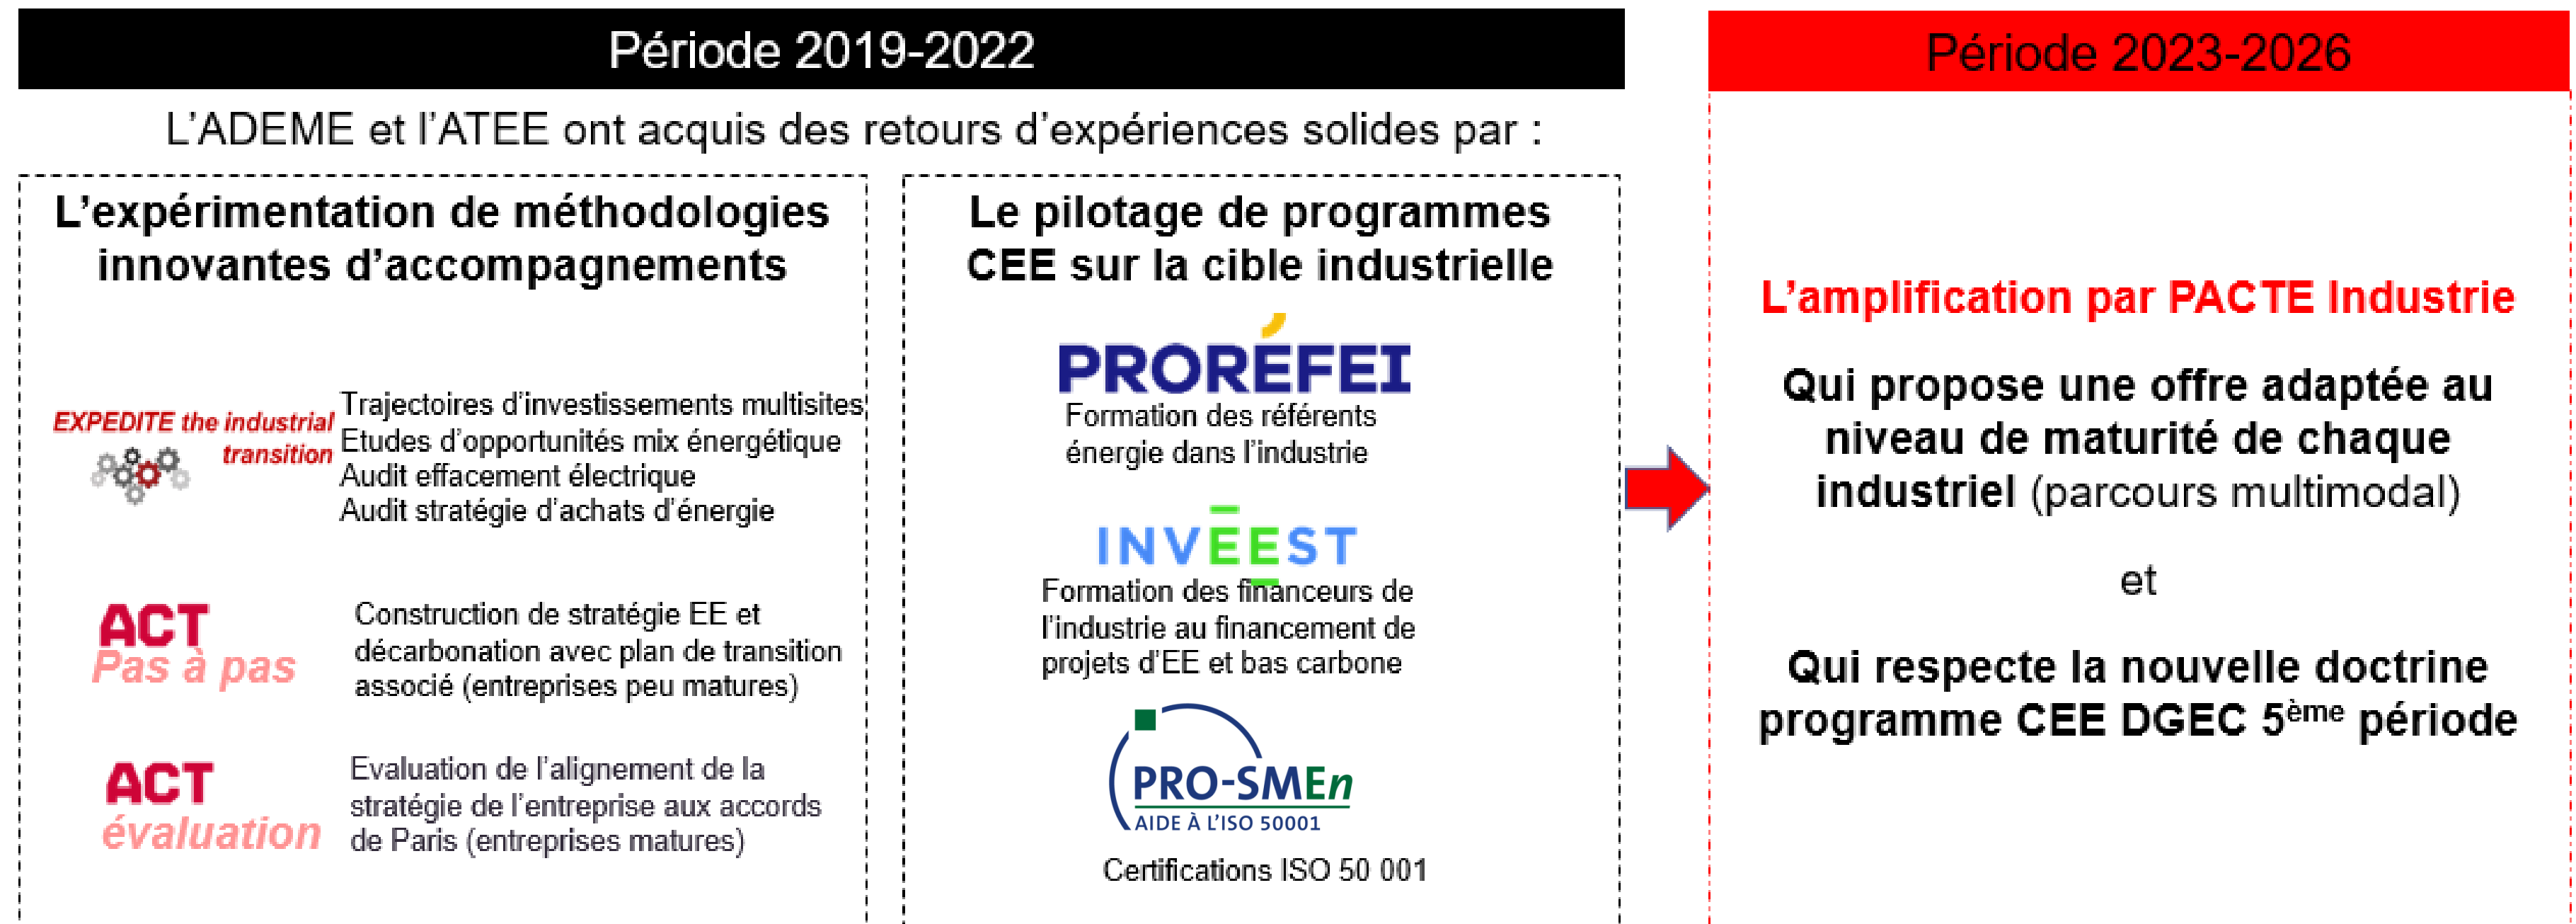 Période 2019-2022
L'ADEME et l'ATEE ont acquis des retours d'expériences solides par :
L'expérimentation de méthodologies
innovantes d'accompagnements
EXPEDITE the industrial
transition
Trajectoires d'investissements multisites
Etudes d'opportunités mix énergétique
Audit effacement électrique
Audit stratégie d'achats d'énergie
ACT
Pas à pas
Construction de stratégie EE et
décarbonation avec plan de transition
associé (entreprises peu matures)
ACT
évaluation
Evaluation de l'alignement de la
stratégie de l'entreprise aux accords
de Paris (entreprises matures)
Le pilotage de programmes
CEE sur la cible industrielle
PRORÉFEI
Formation des référents
énergie dans l'industrie
INVEEST
Formation des financeurs de
l'industrie au financement de
projets d'EE et bas carbone
PRO-SMEn
AIDE À L'ISO 50001
Certifications ISO 50 001
Période 2023-2026
L'amplification par PACTE Industrie
Qui propose une offre adaptée au
niveau de maturité de chaque
industriel (parcours multimodal)
et
Qui respecte la nouvelle doctrine
programme CEE DGEC 5ème période